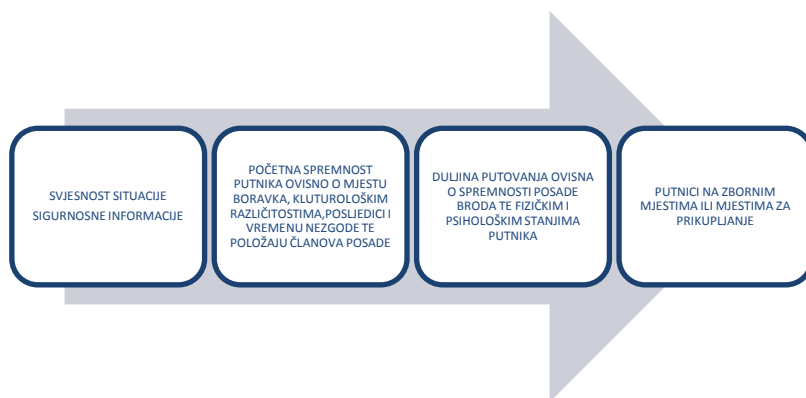 SVJESNOST SITUACIJE
SIGURNOSNE INFORMACIJE
POČETNA SPREMNOST
PUTNIKA OVISNO O MJESTU
BORAVKA, KLUTUROLOŠKIM
RAZLIČITOSTIMA,POSLJEDICI I
VREMENU NEZGODE TE
POLOŽAJU ČLANOVA POSADE
DULJINA PUTOVANJA OVISNA
O SPREMNOSTI POSADE
BRODA TE FIZIČKIM I
PSIHOLOŠKIM STANJIMA
PUTNIKA
PUTNICI NA ZBORNIM
MJESTIMA ILI MJESTIMA ZA
PRIKUPLJANJE